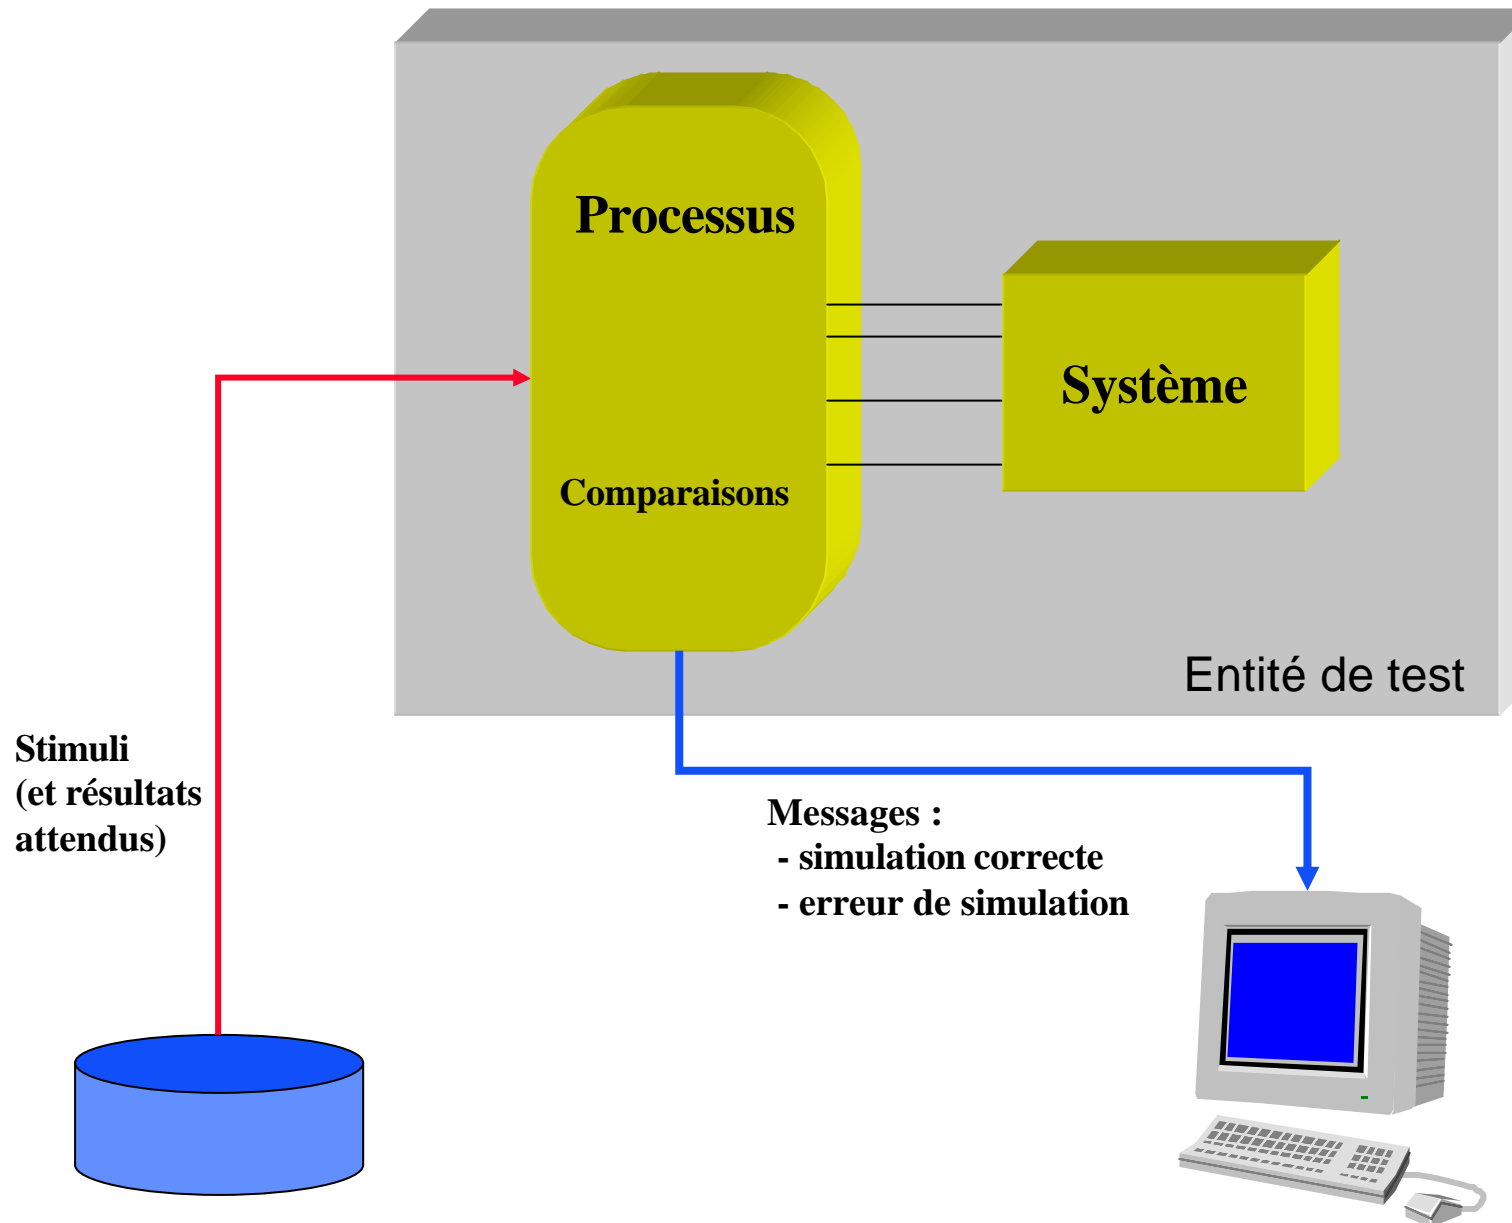 Processus
Système
Comparaisons
Entité de test
Stimuli
(et résultats
attendus)
Messages :
- simulation correcte
- erreur de simulation